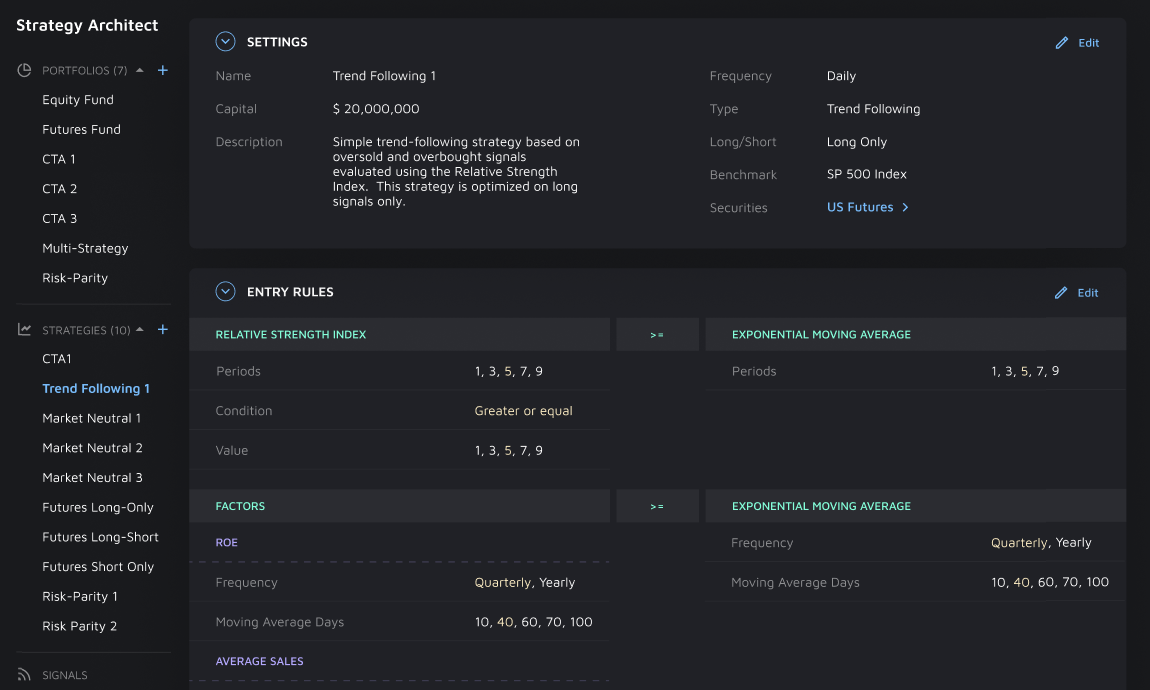 Strategy Architect
PORTFOLIOS (7)
Equity Fund
Futures Fund
CTA 1
CTA 2
CTA 3
Multi-Strategy
Risk-Parity
STRATEGIES (10)
CTA1
Trend Following 1
Market Neutral 1
Market Neutral 2
Market Neutral 3
Futures Long-Only
Futures Long-Short
Futures Short Only
Risk-Parity 1
Risk Parity 2
SIGNALS
SETTINGS
Edit
Name Trend Following 1
Capital $ 20,000,000
Description Simple trend-following strategy based on
oversold and overbought signals
evaluated using the Relative Strength
Index.  This strategy is optimized on long
signals only.
Frequency Daily
Type Trend Following
Long/Short Long Only
Benchmark SP 500 Index
Securities US Futures >
ENTRY RULES
Edit
RELATIVE STRENGTH INDEX >= EXPONENTIAL MOVING AVERAGE
Periods 1, 3, 5, 7, 9 Periods 1, 3, 5, 7, 9
Condition Greater or equal
Value 1, 3, 5, 7, 9
FACTORS >= EXPONENTIAL MOVING AVERAGE
ROE Frequency Quarterly, Yearly
Frequency Quarterly, Yearly Moving Average Days 10, 40, 60, 70, 100
Moving Average Days 10, 40, 60, 70, 100
AVERAGE SALES